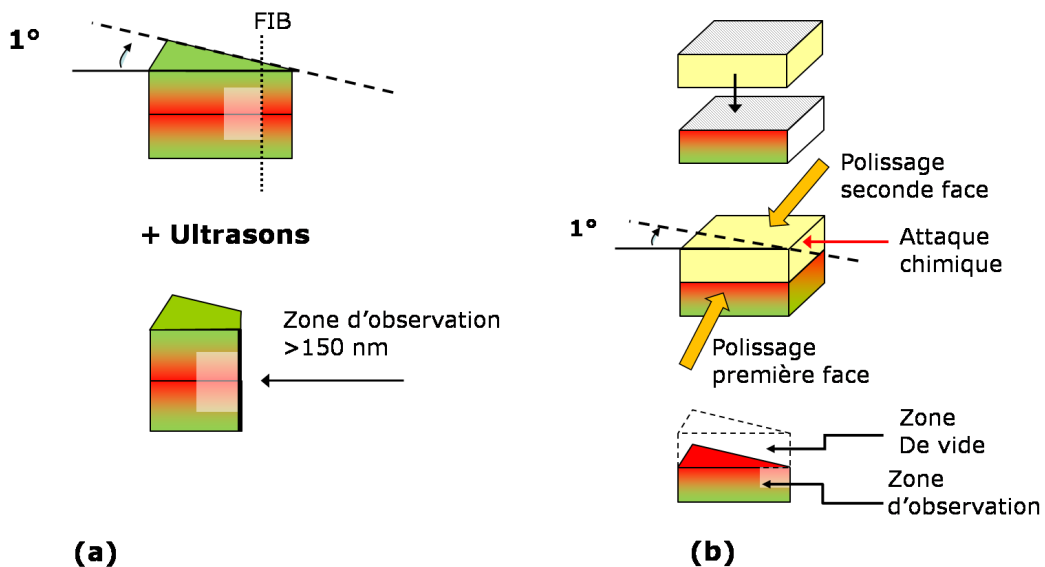 FIB
1°
+ Ultrasons
Zone d'observation
>150 nm
(a)
Polissage
seconde face
1°
Attaque
chimique
Polissage
première face
Zone
De vide
Zone
d'observation
(b)